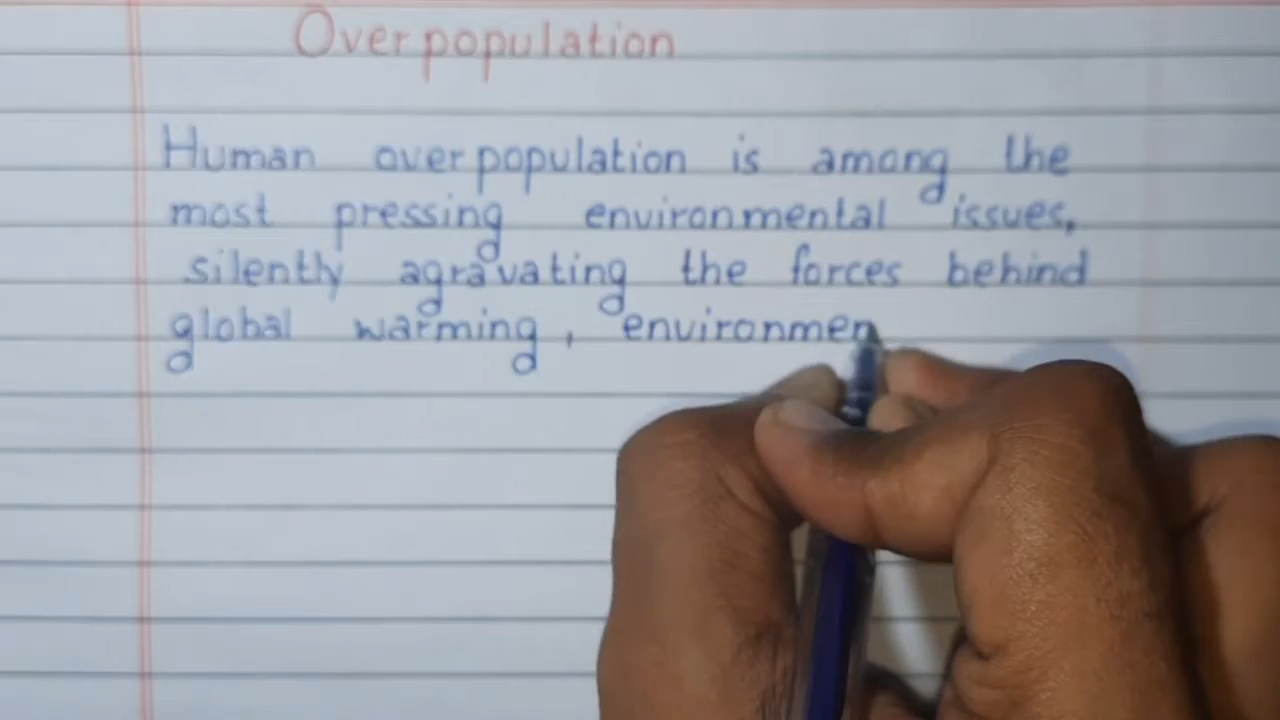 Overpopulation
Human overpopulation is among the
most pressing environmental issues,
silently agravating the forces behind
global warming, environmen